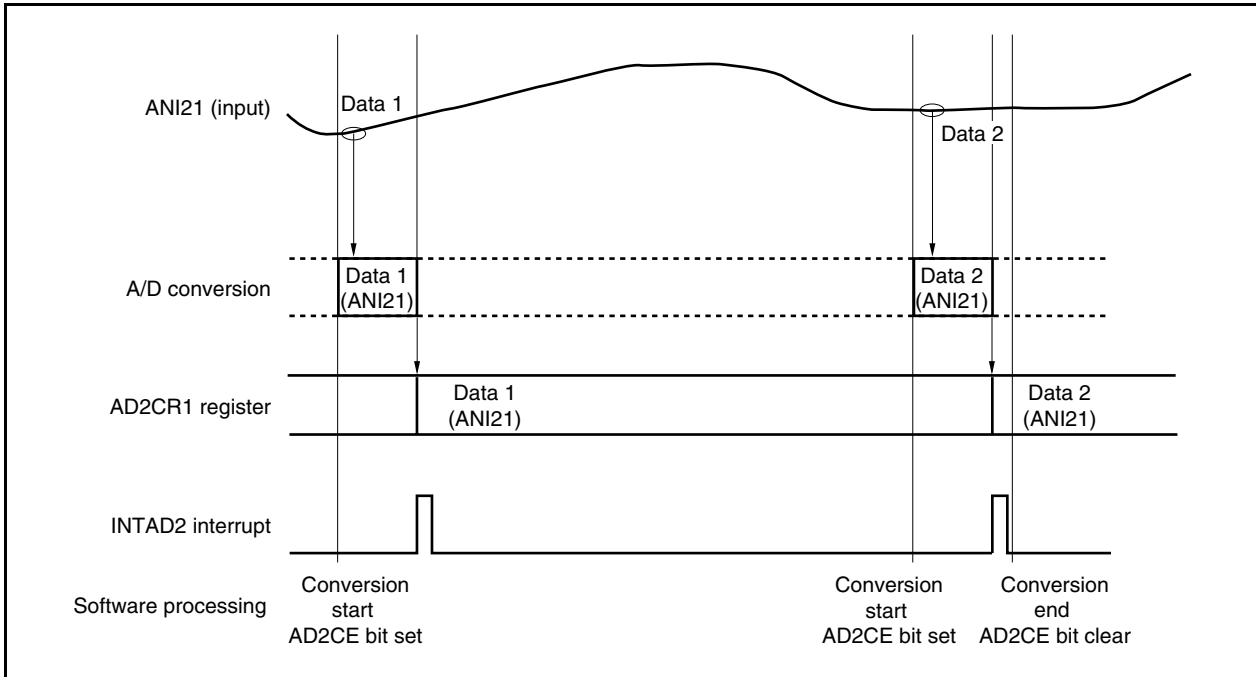 ANI21 (input)
Data 1
Data 2
A/D conversion
Data 1
(ANI21)
Data 2
(ANI21)
AD2CR1 register
Data 1
(ANI21)
Data 2
(ANI21)
INTAD2 interrupt
Software processing
Conversion
start
AD2CE bit set
Conversion
start
AD2CE bit set
Conversion
end
AD2CE bit clear